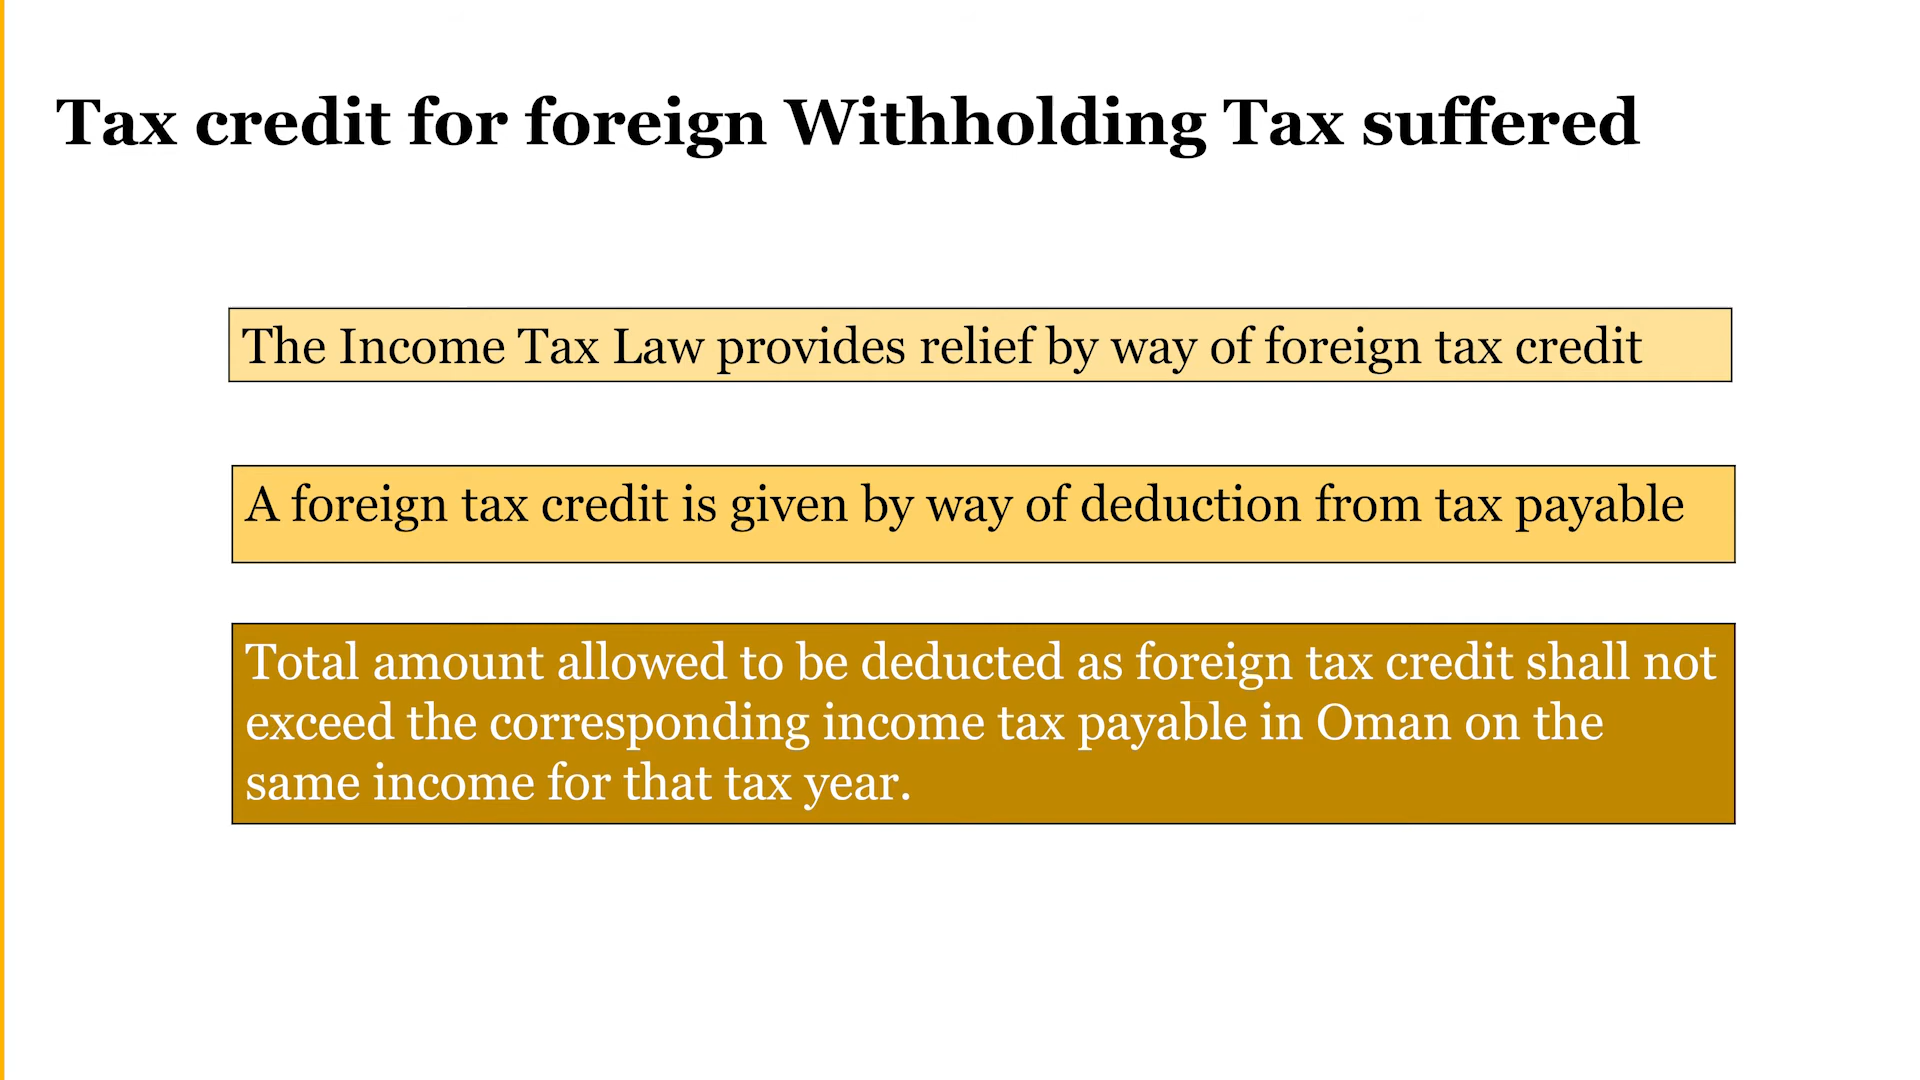 Tax credit for foreign Withholding Tax suffered
The Income Tax Law provides relief by way of foreign tax credit
A foreign tax credit is given by way of deduction from tax payable
Total amount allowed to be deducted as foreign tax credit shall not
exceed the corresponding income tax payable in Oman on the
same income for that tax year.